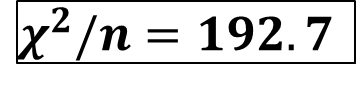 χ²/n = 192.7